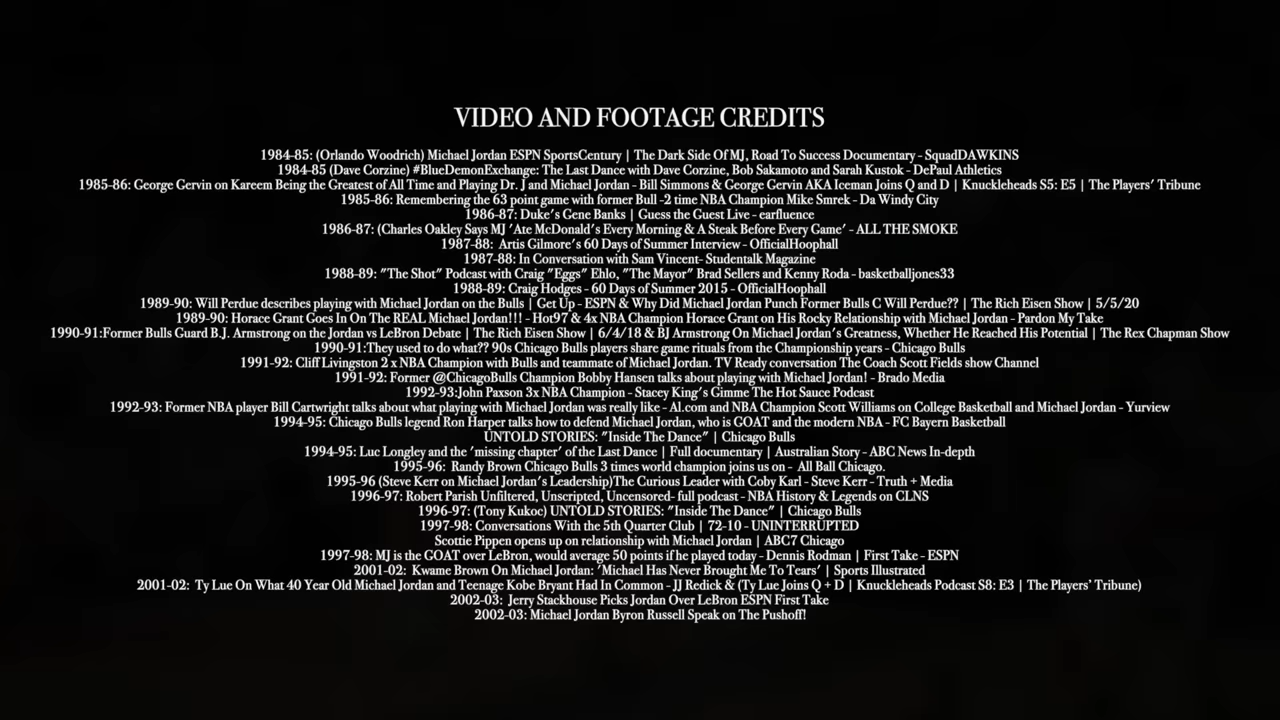 VIDEO AND FOOTAGE CREDITS
1984-85: (Orlando Woodrich) Michael Jordan ESPN SportsCentury | The Dark Side Of MJ, Road To Success Documentary - SquadDAWKINS
1984-85 (Dave Corzine) #BlueDemonExchange: The Last Dance with Dave Corzine, Bob Sakamoto and Sarah Kustok - DePaul Athletics
1985-86: George Gervin on Kareem Being the Greatest of All Time and Playing Dr. J and Michael Jordan - Bill Simmons & George Gervin AKA Iceman Joins Q and D | Knuckleheads S5: E5 | The Players' Tribune
1985-86: Remembering the 63 point game with former Bull -2 time NBA Champion Mike Smrek - Da Windy City
1986-87: Duke's Gene Banks | Guess the Guest Live - earfluence
1986-87: (Charles Oakley Says MJ 'Ate McDonald's Every Morning & A Steak Before Every Game' - ALL THE SMOKE
1987-88: Artis Gilmore's 60 Days of Summer Interview - OfficialHoophall
1987-88: In Conversation with Sam Vincent- Studentalk Magazine
1988-89: "The Shot" Podcast with Craig "Eggs" Ehlo, "The Mayor" Brad Sellers and Kenny Roda - basketballjones33
1988-89: Craig Hodges - 60 Days of Summer 2015 - OfficialHoophall
1989-90: Will Perdue describes playing with Michael Jordan on the Bulls | Get Up - ESPN & Why Did Michael Jordan Punch Former Bulls C Will Perdue?? | The Rich Eisen Show | 5/5/20
1989-90: Horace Grant Goes In On The REAL Michael Jordan!!! - Hot97 & 4x NBA Champion Horace Grant on His Rocky Relationship with Michael Jordan - Pardon My Take
1990-91:Former Bulls Guard B.J. Armstrong on the Jordan vs LeBron Debate | The Rich Eisen Show | 6/4/18 & BJ Armstrong On Michael Jordan's Greatness, Whether He Reached His Potential | The Rex Chapman Show
1990-91:They used to do what?? 90s Chicago Bulls players share game rituals from the Championship years - Chicago Bulls
1991-92: Cliff Livingston 2 x NBA Champion with Bulls and teammate of Michael Jordan. TV Ready conversation The Coach Scott Fields show Channel
1991-92: Former @ChicagoBulls Champion Bobby Hansen talks about playing with Michael Jordan! - Brado Media
1992-93:John Paxson 3x NBA Champion - Stacey King's Gimme The Hot Sauce Podcast
1992-93: Former NBA player Bill Cartwright talks about what playing with Michael Jordan was really like - Al.com and NBA Champion Scott Williams on College Basketball and Michael Jordan - Yurview
1994-95: Chicago Bulls legend Ron Harper talks how to defend Michael Jordan, who is GOAT and the modern NBA - FC Bayern Basketball
UNTOLD STORIES: "Inside The Dance" | Chicago Bulls
1994-95: Luc Longley and the 'missing chapter' of the Last Dance | Full documentary | Australian Story - ABC News In-depth
1995-96: Randy Brown Chicago Bulls 3 times world champion joins us on - All Ball Chicago.
1995-96 (Steve Kerr on Michael Jordan's Leadership)The Curious Leader with Coby Karl - Steve Kerr - Truth + Media
1996-97: Robert Parish Unfiltered, Unscripted, Uncensored- full podcast - NBA History & Legends on CLNS
1996-97: (Tony Kukoc) UNTOLD STORIES: "Inside The Dance" | Chicago Bulls
1997-98: Conversations With the 5th Quarter Club | 72-10 - UNINTERRUPTED
Scottie Pippen opens up on relationship with Michael Jordan | ABC7 Chicago
1997-98: MJ is the GOAT over LeBron, would average 50 points if he played today - Dennis Rodman | First Take - ESPN
2001-02: Kwame Brown On Michael Jordan: 'Michael Has Never Brought Me To Tears' | Sports Illustrated
2001-02: Ty Lue On What 40 Year Old Michael Jordan and Teenage Kobe Bryant Had In Common - JJ Redick & (Ty Lue Joins Q + D | Knuckleheads Podcast S8: E3 | The Players' Tribune)
2002-03: Jerry Stackhouse Picks Jordan Over LeBron ESPN First Take
2002-03: Michael Jordan Byron Russell Speak on The Pushoff!